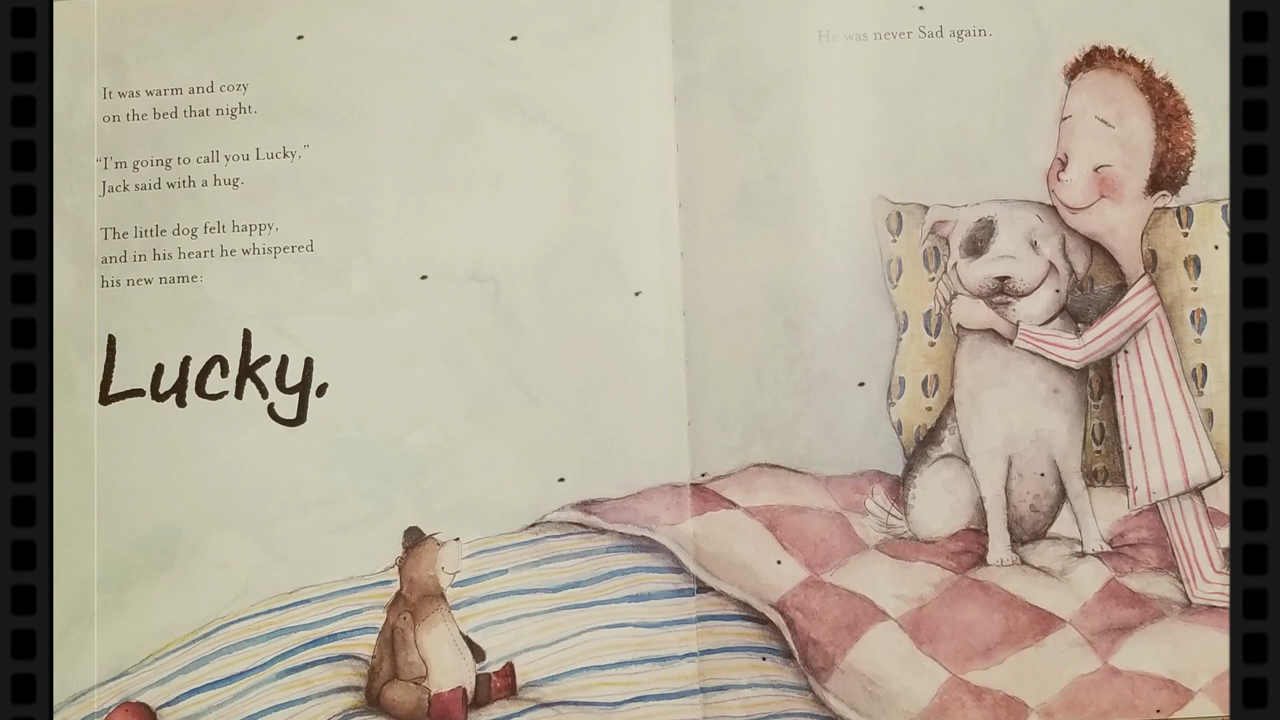 It was warm and cozy
on the bed that night.
“I’m going to call you Lucky,”
Jack said with a hug.
The little dog felt happy,
and in his heart he whispered
his new name:
Lucky.
He was never Sad again.